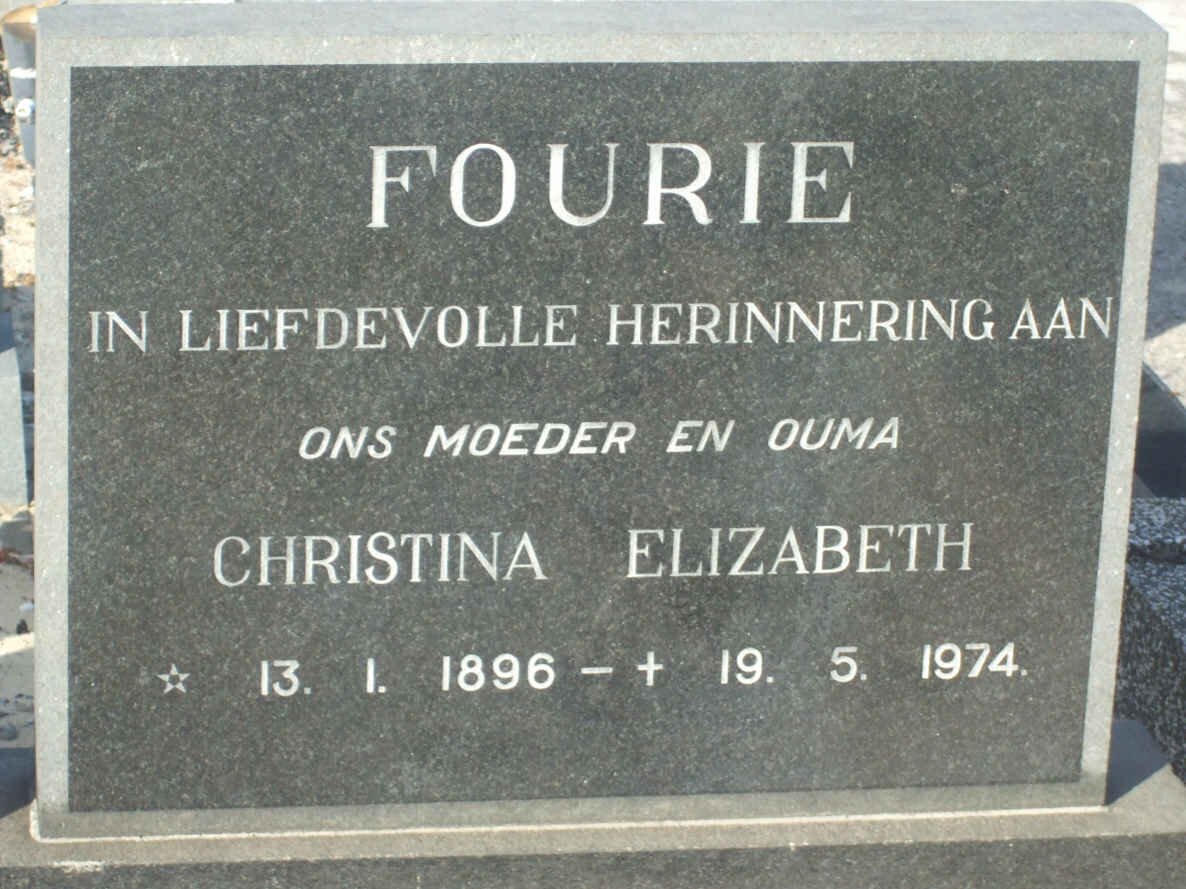 FOURIE
IN LIEFDEVOLLE HERINNERING AAN
ONS MOEDER EN OUMA
CHRISTINA ELIZABETH
☆ 13. 1. 1896 – † 19. 5. 1974.